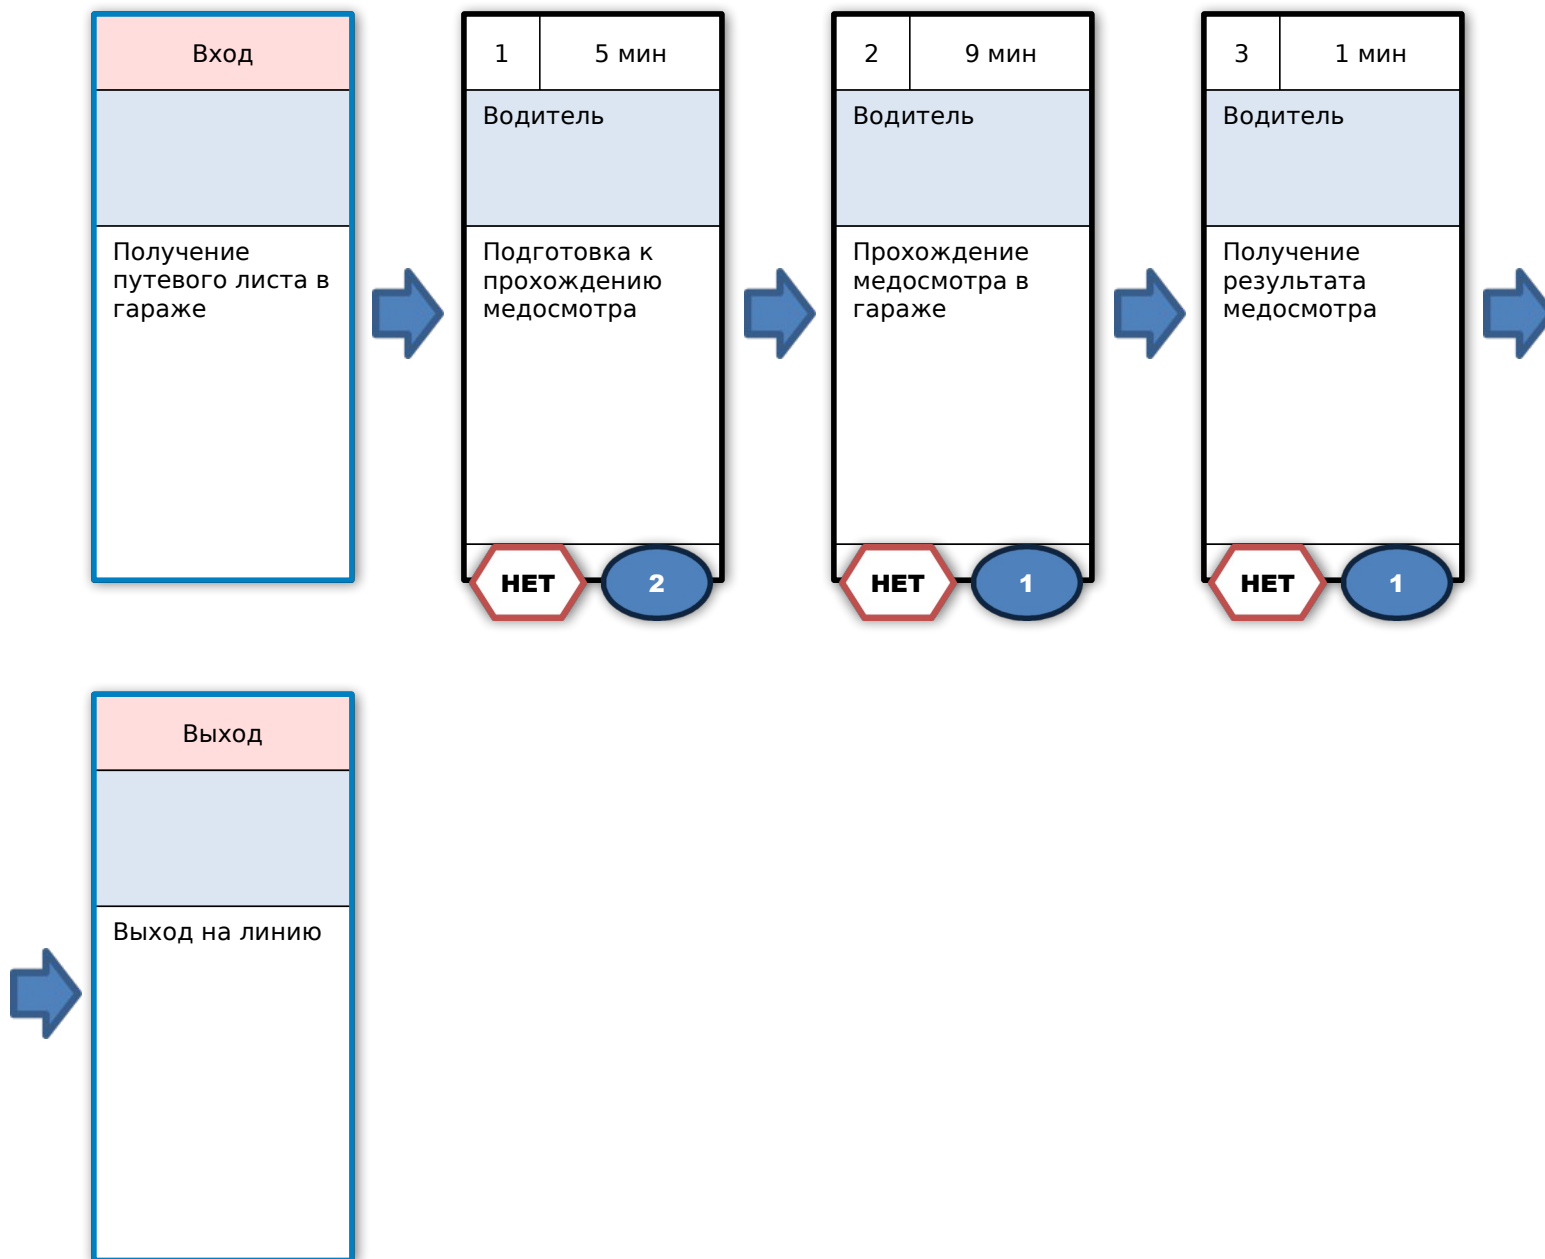 Вход
Получение
путевого листа в
гараже
1
5 мин
Водитель
Подготовка к
прохождению
медосмотра
НЕТ
2
2
9 мин
Водитель
Прохождение
медосмотра в
гараже
НЕТ
1
3
1 мин
Водитель
Получение
результата
медосмотра
НЕТ
1
Выход
Выход на линию